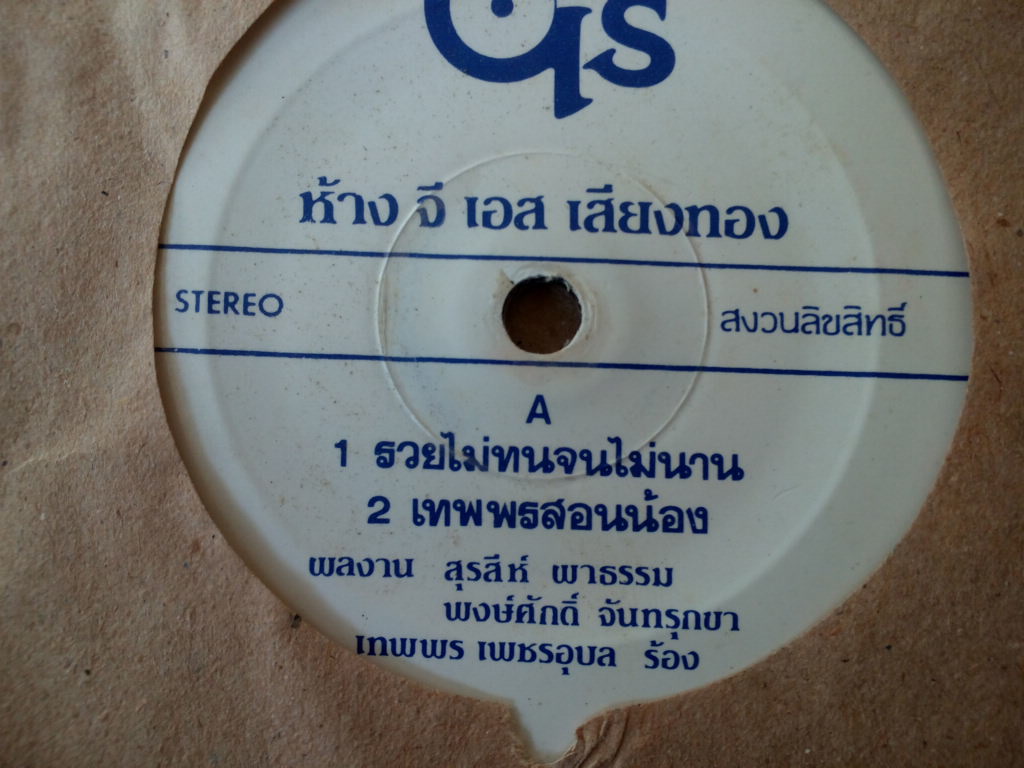 ห้าง จี เอส เสียงทอง
STEREO
สงวนลิขสิทธิ์
A
1 รวยไม่ทนจนไม่นาน
2 เทพพรสอนน้อง
ผลงาน สุรสีห์ ผาธรรม
พงษ์ศักดิ์ จันทรุกขา
เทพพร เพชรอุบล ร้อง